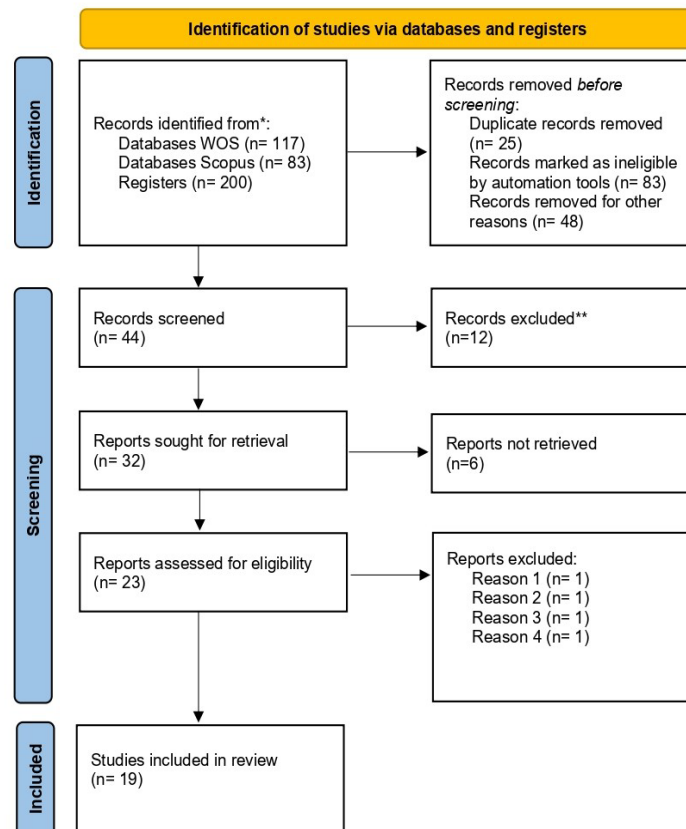 Identification of studies via databases and registers
Identification
Records identified from*:
Databases WOS (n= 117)
Databases Scopus (n= 83)
Registers (n = 200)
Records removed before
screening:
Duplicate records removed
(n= 25)
Records marked as ineligible
by automation tools (n= 83)
Records removed for other
reasons (n= 48)
Screening
Records screened
(n= 44)
Records excluded**
(n=12)
Reports sought for retrieval
(n= 32)
Reports not retrieved
(n=6)
Reports assessed for eligibility
(n= 23)
Reports excluded:
Reason 1 (n= 1)
Reason 2 (n= 1)
Reason 3 (n= 1)
Reason 4 (n= 1)
Included
Studies included in review
(n= 19)